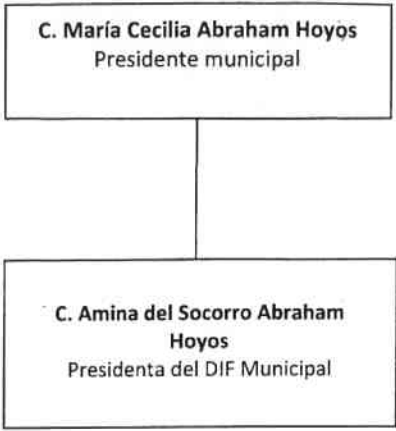 C. María Cecilia Abraham Hoyos
Presidente municipal
C. Amina del Socorro Abraham
Hoyos
Presidenta del DIF Municipal